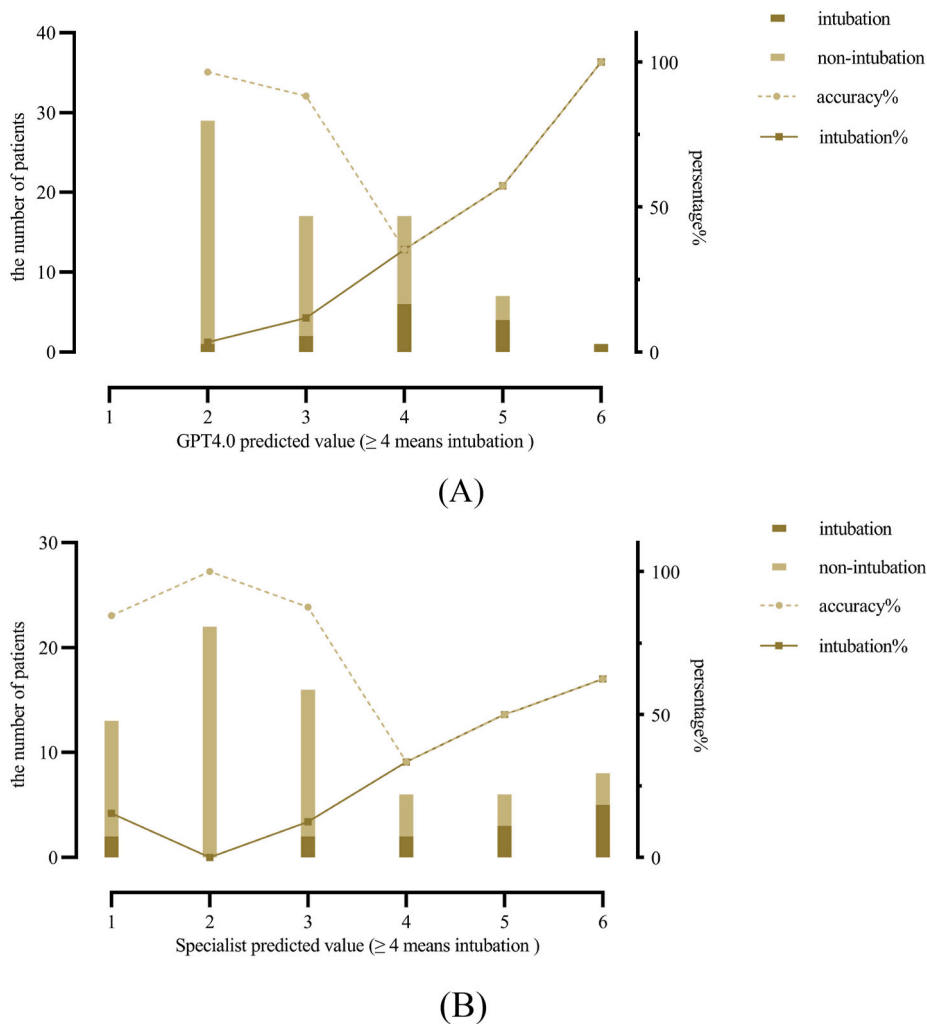 intubation
non-intubation
accuracy%
intubation%
the number of patients
40
30
20
10
0
persentage%
100
50
0
1 2 3 4 5 6
GPT4.0 predicted value (≥ 4 means intubation )
(A)
intubation
non-intubation
accuracy%
intubation%
the number of patients
30
20
10
0
persentage%
100
50
0
1 2 3 4 5 6
Specialist predicted value (≥ 4 means intubation )
(B)